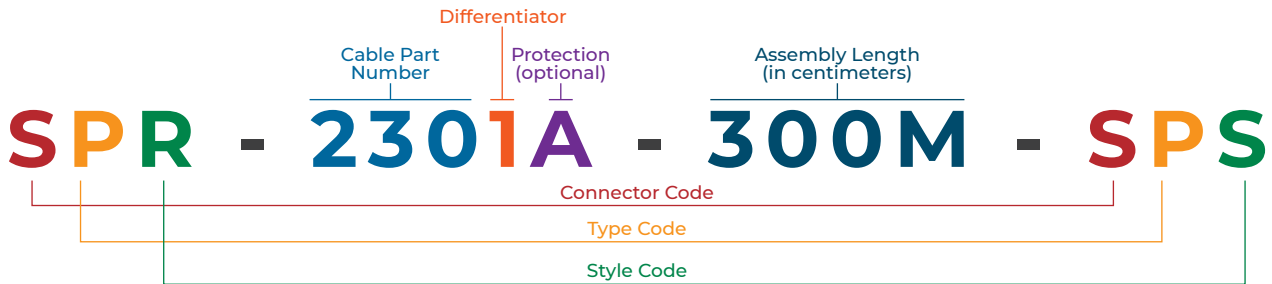 Differentiator
Cable Part
Number
Protection
(optional)
Assembly Length
(in centimeters)
SPR - 2301A - 300M - SPS
Connector Code
Type Code
Style Code